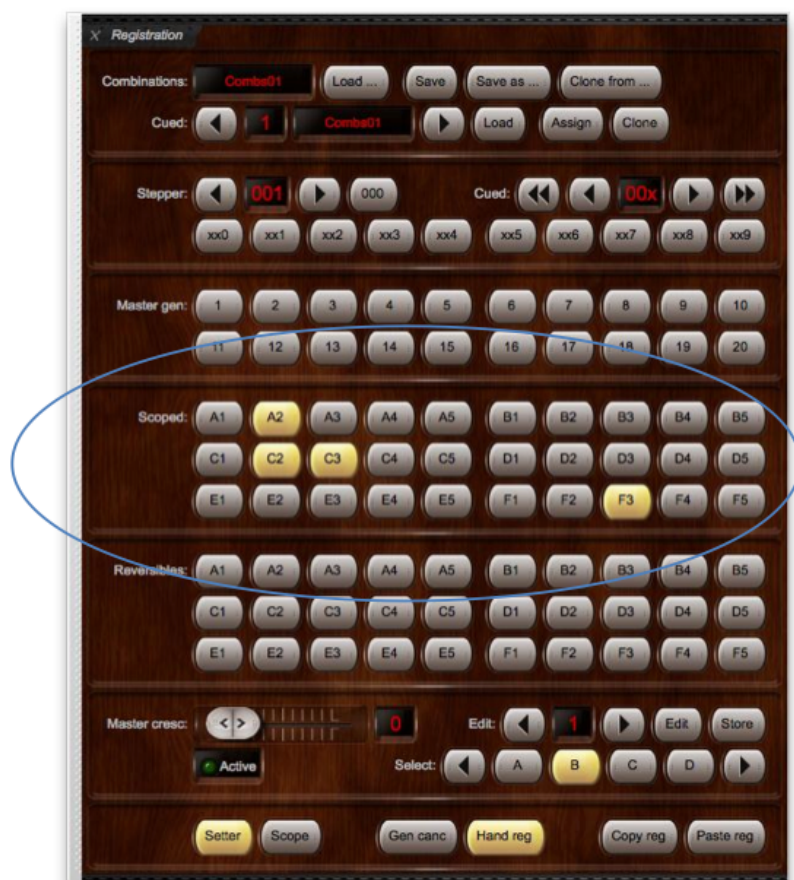 X Registration
Combinations: Combs01 Load ... Save Save as ... Clone from ...
Cued: 1 Combs01 Load Assign Clone
Stepper: 001 000 Cued: 00x
xx0 xx1 xx2 xx3 xx4 xx5 xx6 xx7 xx8 xx9
Master gen: 1 2 3 4 5 6 7 8 9 10
11 12 13 14 15 16 17 18 19 20
Scoped: A1 A2 A3 A4 A5 B1 B2 B3 B4 B5
C1 C2 C3 C4 C5 D1 D2 D3 D4 D5
E1 E2 E3 E4 E5 F1 F2 F3 F4 F5
Reversibles: A1 A2 A3 A4 A5 B1 B2 B3 B4 B5
C1 C2 C3 C4 C5 D1 D2 D3 D4 D5
E1 E2 E3 E4 E5 F1 F2 F3 F4 F5
Master cresc: < > 0 Edit: 1 Edit Store
Active Select: A B C D
Setter Scope Gen canc Hand reg Copy reg Paste reg